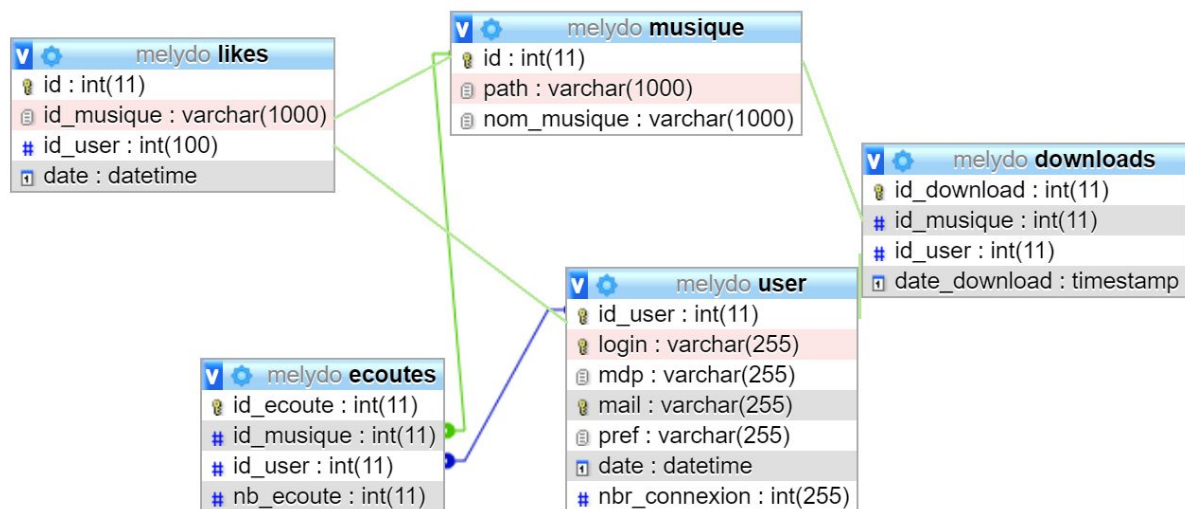 melydo likes
id : int(11)
id_musique : varchar(1000)
id_user : int(100)
date : datetime
melydo musique
id : int(11)
path : varchar(1000)
nom_musique : varchar(1000)
melydo downloads
id_download : int(11)
id_musique : int(11)
id_user : int(11)
date_download : timestamp
melydo ecoutes
id_ecoute : int(11)
id_musique : int(11)
id_user : int(11)
nb_ecoute : int(11)
melydo user
id_user : int(11)
login : varchar(255)
mdp : varchar(255)
mail : varchar(255)
pref : varchar(255)
date : datetime
nbr_connexion : int(255)